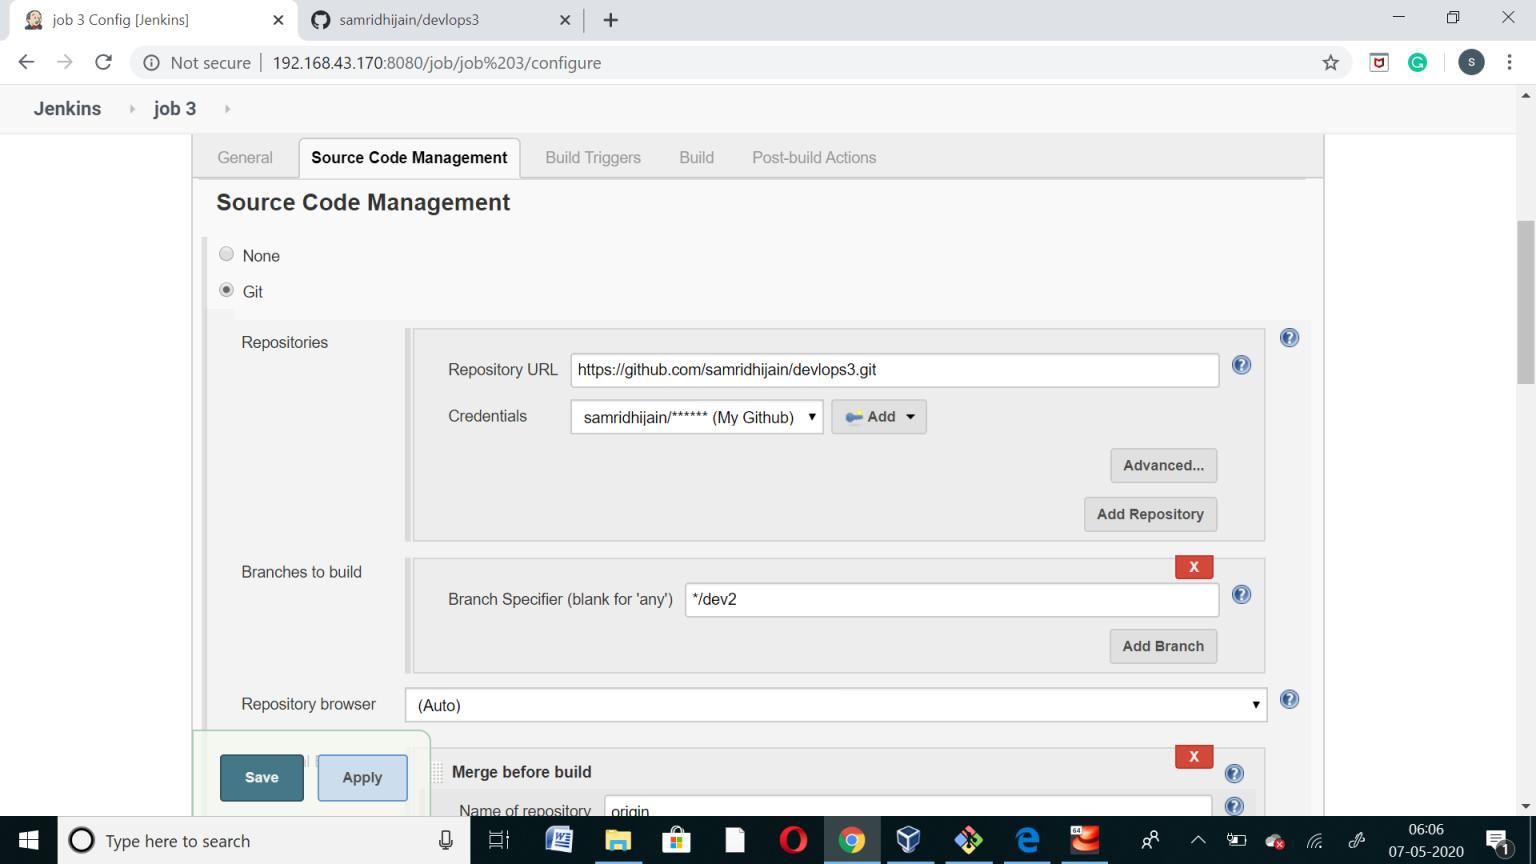 job 3 Config [Jenkins]
samridhijain/devlops3
Not secure
192.168.43.170:8080/job/job%203/configure
S
Jenkins
job 3
General
Source Code Management
Build Triggers
Build
Post-build Actions
Source Code Management
None
Git
Repositories
Repository URL
https://github.com/samridhijain/devlops3.git
Credentials
samridhijain/****** (My Github)
Add
Advanced...
Add Repository
Branches to build
X
Branch Specifier (blank for 'any')
*/dev2
Add Branch
Repository browser
(Auto)
X
Save
Apply
Merge before build
Name of repository
origin
Type here to search
64
06:06
07-05-2020
1